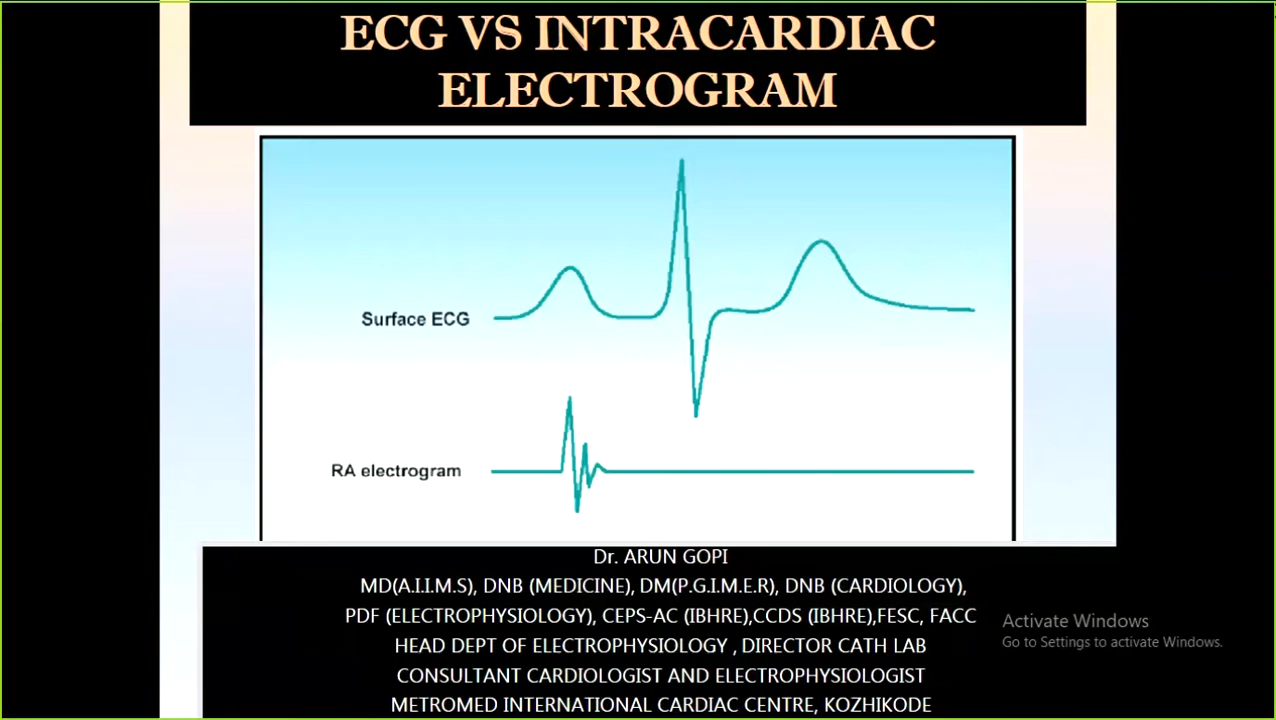 ECG VS INTRACARDIAC
ELECTROGRAM
Surface ECG
RA electrogram
Dr. ARUN GOPI
MD(A.I.I.M.S), DNB (MEDICINE), DM(P.G.I.M.E.R), DNB (CARDIOLOGY),
PDF (ELECTROPHYSIOLOGY), CEPS-AC (IBHRE),CCDS (IBHRE),FESC, FACC
HEAD DEPT OF ELECTROPHYSIOLOGY , DIRECTOR CATH LAB
CONSULTANT CARDIOLOGIST AND ELECTROPHYSIOLOGIST
METROMED INTERNATIONAL CARDIAC CENTRE, KOZHIKODE
Activate Windows
Go to Settings to activate Windows.